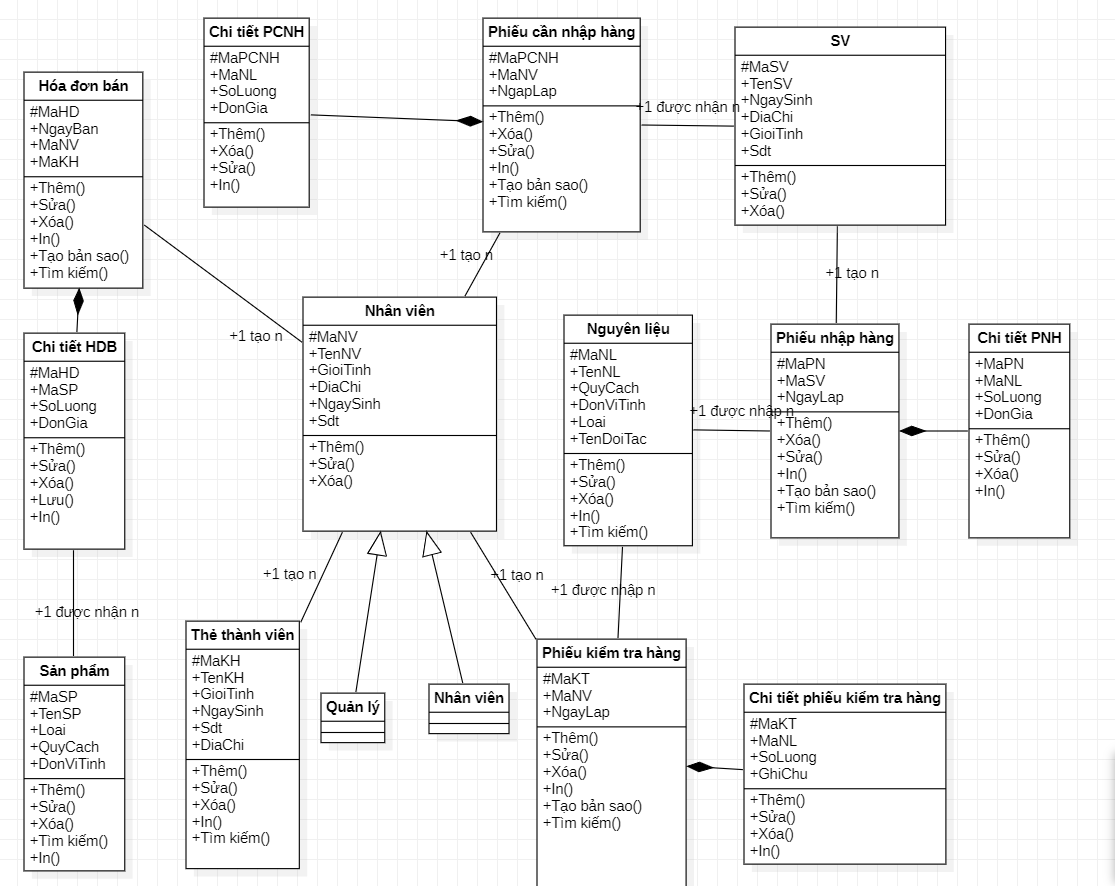 Chi tiết PCNH
#MaPCNH
+MaNL
+SoLuong
+DonGia
+Thêm()
+Xóa()
+Sửa()
+In()
Phiếu cần nhập hàng
#MaPCNH
+MaNV
+NgapLap
+Thêm()
+Xóa()
+Sửa()
+In()
+Tạo bản sao()
+Tìm kiếm()
+1 được nhận n
SV
#MaSV
+TenSV
+NgaySinh
+DiaChi
+GioiTinh
+Sdt
+Thêm()
+Sửa()
+Xóa()
Hóa đơn bán
#MaHD
+NgayBan
+MaNV
+MaKH
+Thêm()
+Sửa()
+Xóa()
+In()
+Tạo bản sao()
+Tìm kiếm()
+1 tạo n
+1 tạo n
+1 tạo n
Chi tiết HDB
#MaHD
+MaSP
+SoLuong
+DonGia
+Thêm()
+Sửa()
+Xóa()
+Lưu()
+In()
Nhân viên
#MaNV
+TenNV
+GioiTinh
+DiaChi
+NgaySinh
+Sdt
+Thêm()
+Sửa()
+Xóa()
Nguyên liệu
#MaNL
+TenNL
+QuyCach
+DonViTinh
+Loai
+TenDoiTac
+Thêm()
+Sửa()
+Xóa()
+In()
+Tìm kiếm()
+1 được nhập n
Phiếu nhập hàng
#MaPN
+MaSV
+NgayLap
+Thêm()
+Xóa()
+Sửa()
+In()
+Tạo bản sao()
+Tìm kiếm()
Chi tiết PNH
+MaPN
+MaNL
+SoLuong
+DonGia
+Thêm()
+Sửa()
+Xóa()
+In()
+1 tạo n
+1 tạo n
+1 được nhập n
+1 được nhận n
Sản phẩm
#MaSP
+TenSP
+Loai
+QuyCach
+DonViTinh
+Thêm()
+Sửa()
+Xóa()
+Tìm kiếm()
+In()
Thẻ thành viên
#MaKH
+TenKH
+GioiTinh
+NgaySinh
+Sdt
+DiaChi
+Thêm()
+Sửa()
+Xóa()
+In()
+Tìm kiếm()
Quản lý
Nhân viên
Phiếu kiểm tra hàng
#MaKT
+MaNV
+NgayLap
+Thêm()
+Sửa()
+Xóa()
+In()
+Tạo bản sao()
+Tìm kiếm()
Chi tiết phiếu kiểm tra hàng
#MaKT
+MaNL
+SoLuong
+GhiChu
+Thêm()
+Sửa()
+Xóa()
+In()